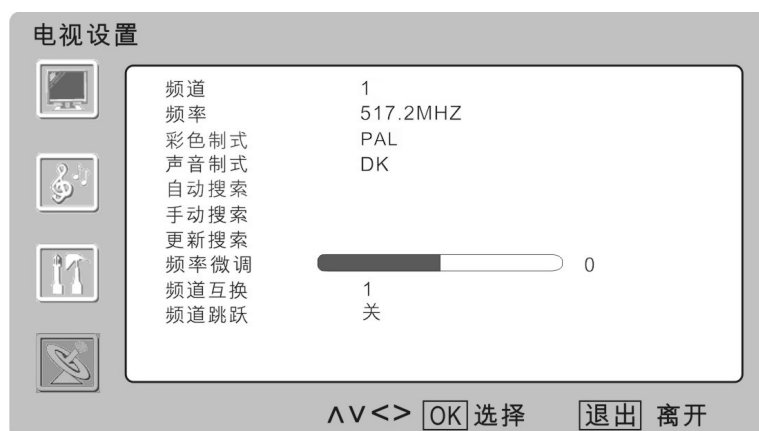 电视设置
频道 1
频率 517.2MHZ
彩色制式 PAL
声音制式 DK
自动搜索
手动搜索
更新搜索
频率微调 0
频道互换 1
频道跳跃 关
∧∨<> OK 选择 退出 离开